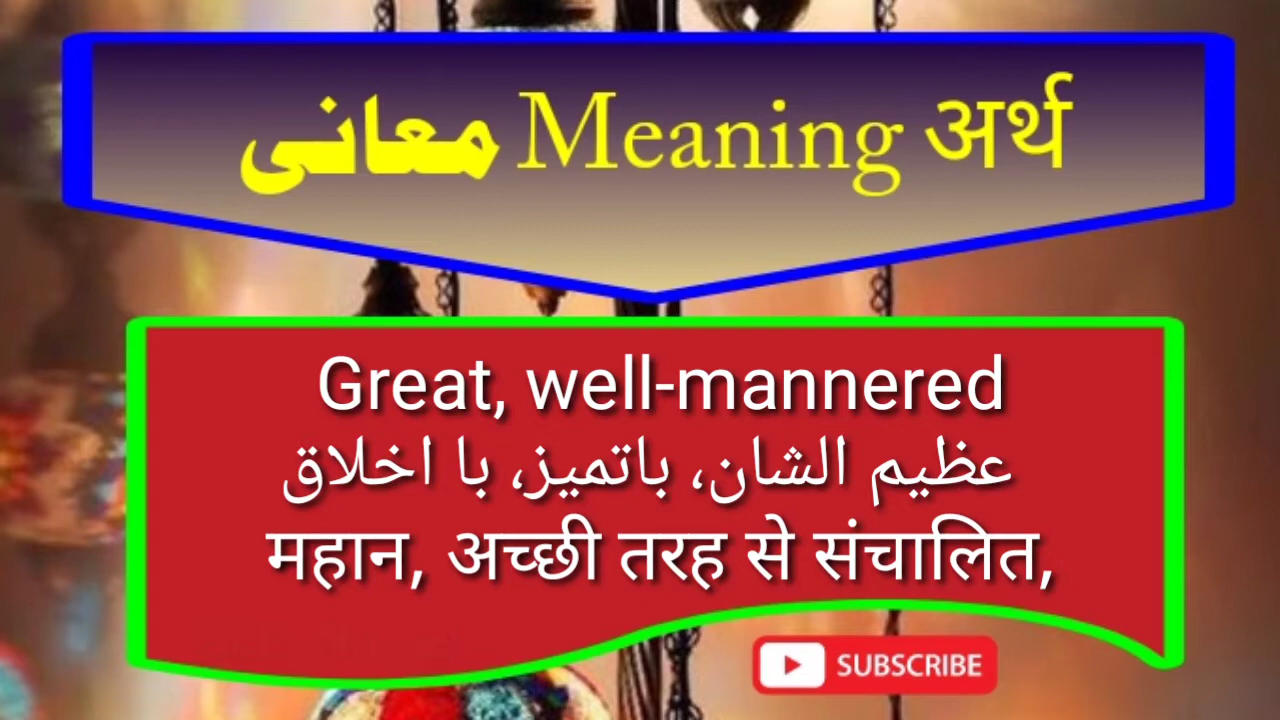 معانی Meaning अर्थ
Great, well-mannered
عظیم الشان، باتمیز، با اخلاق
महान, अच्छी तरह से संचालित,
SUBSCRIBE